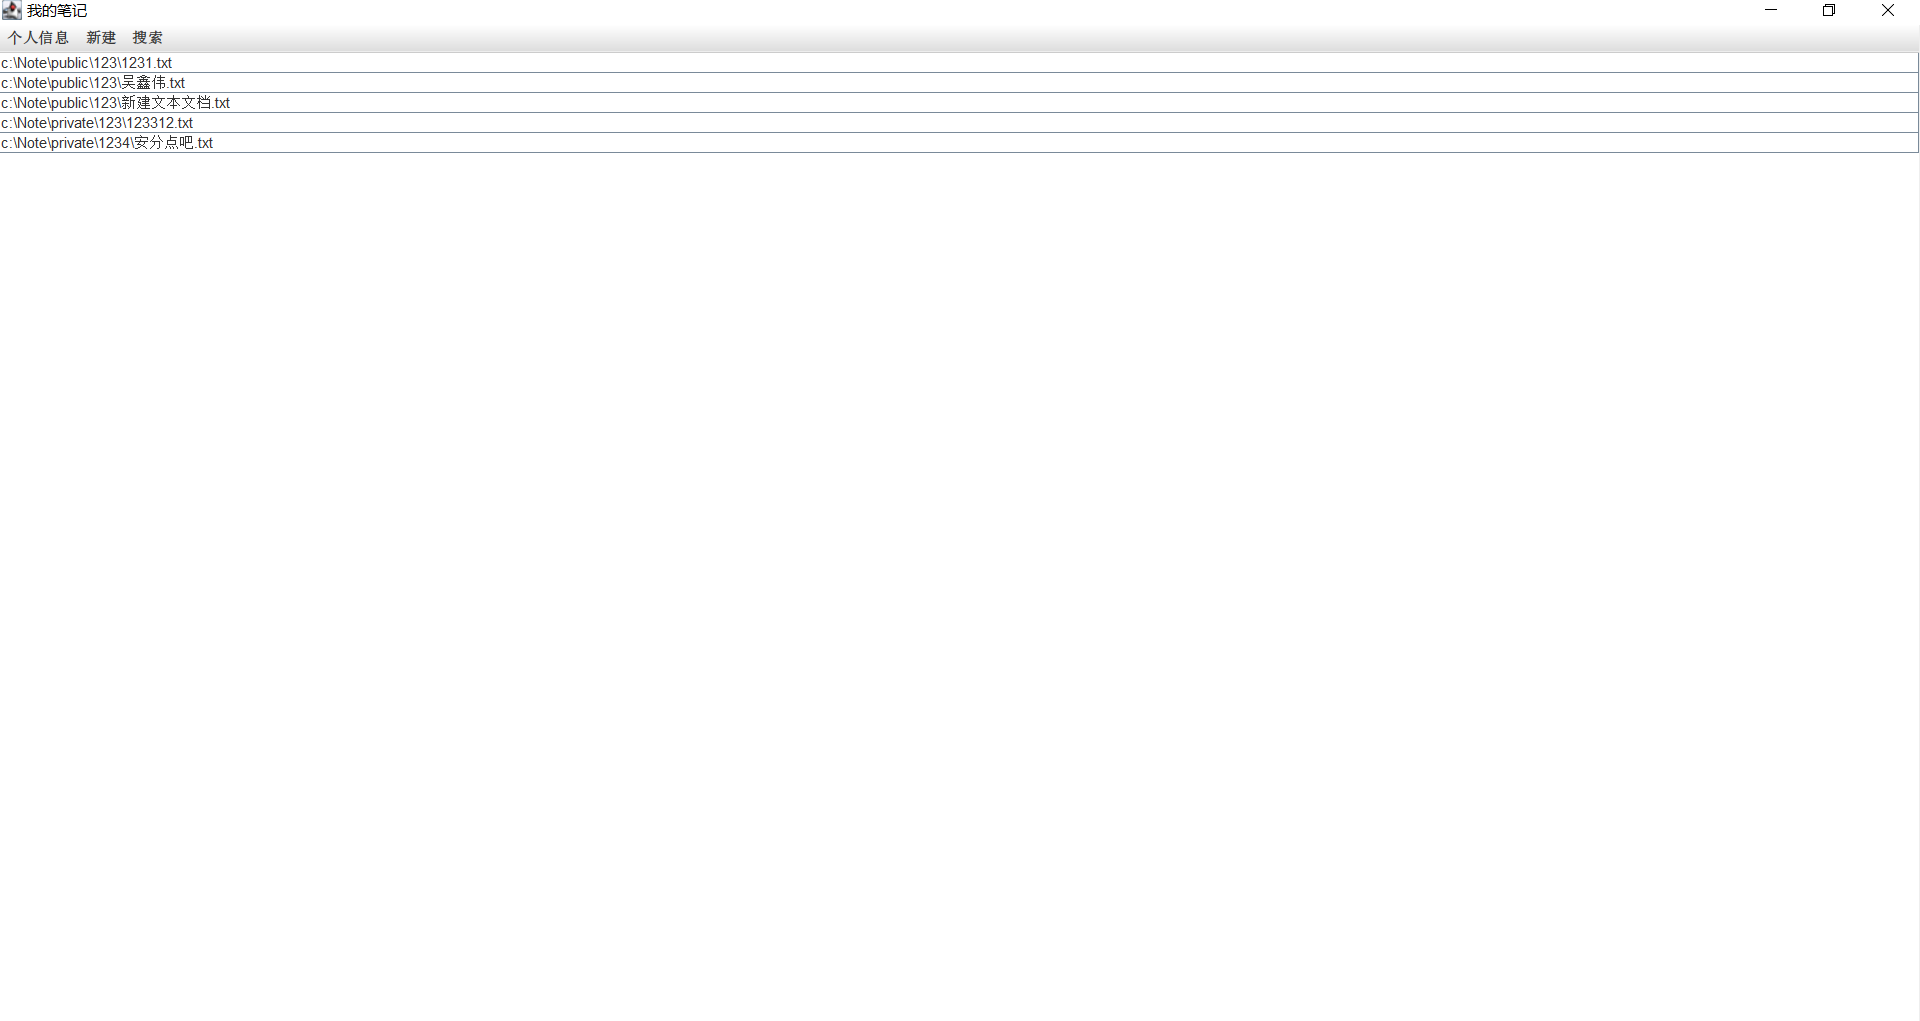 我的笔记
个人信息 新建 搜索
c:\Note\public\123\1231.txt
c:\Note\public\123\吴鑫伟.txt
c:\Note\public\123\新建文本文档.txt
c:\Note\private\123\123312.txt
c:\Note\private\1234\安分点吧.txt